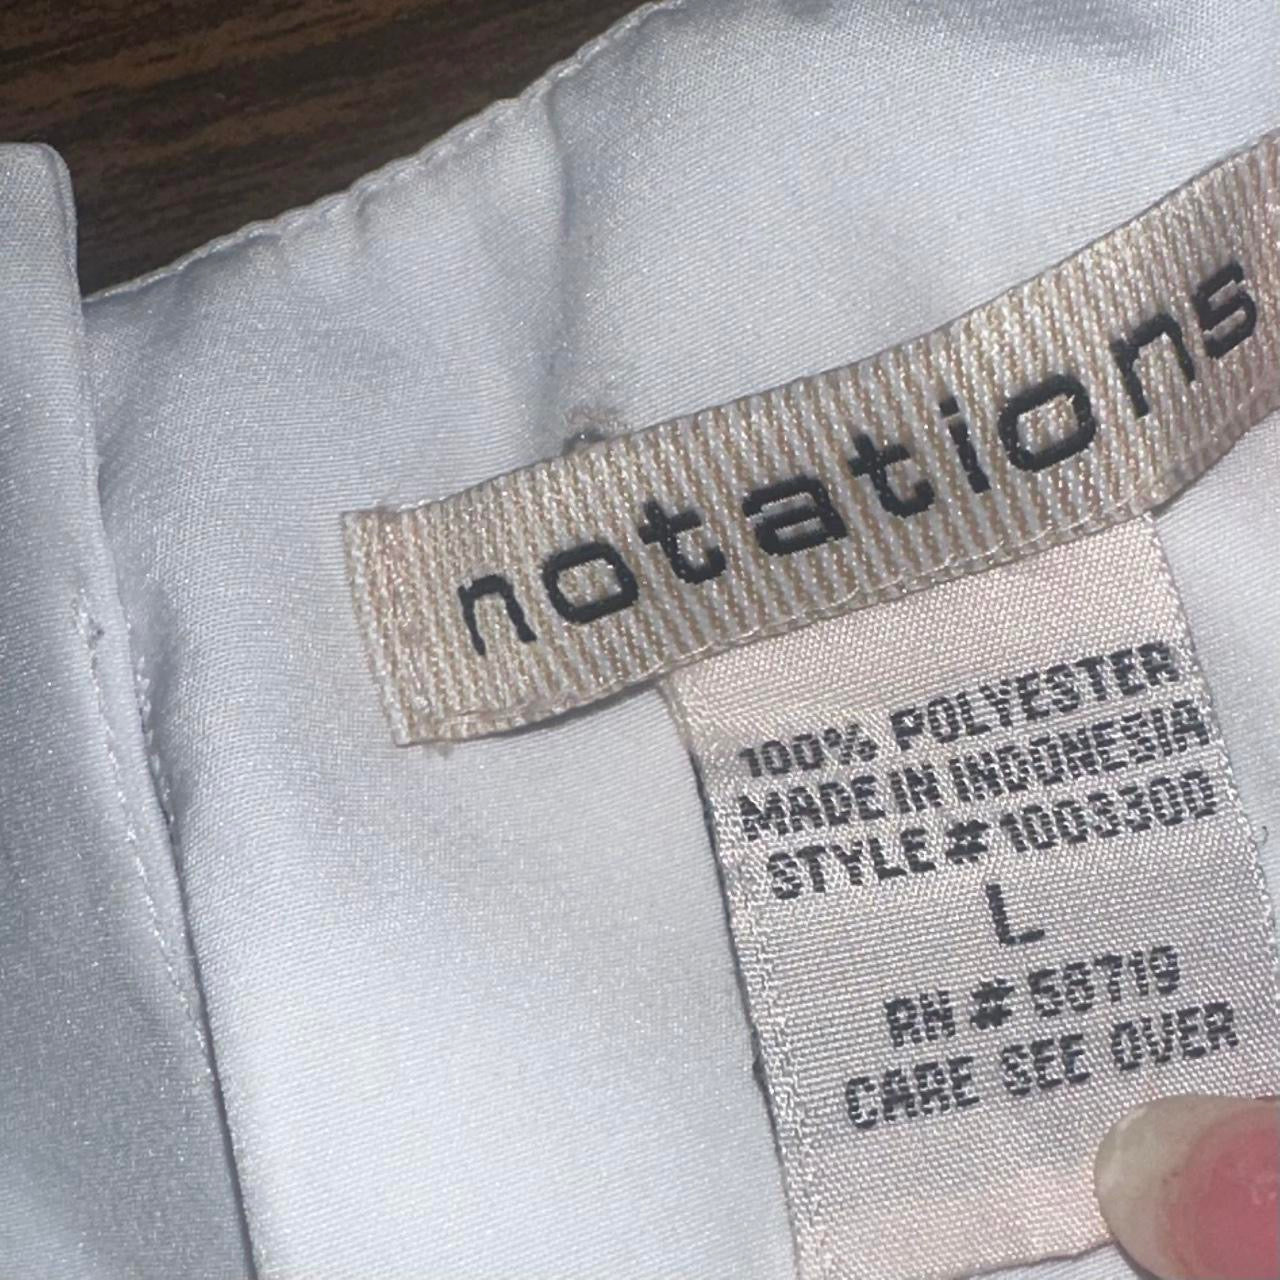 notations
100% POLYESTER
MADE IN INDONESIA
STYLE # 1003300
L
RN # 58719
CARE SEE OVER